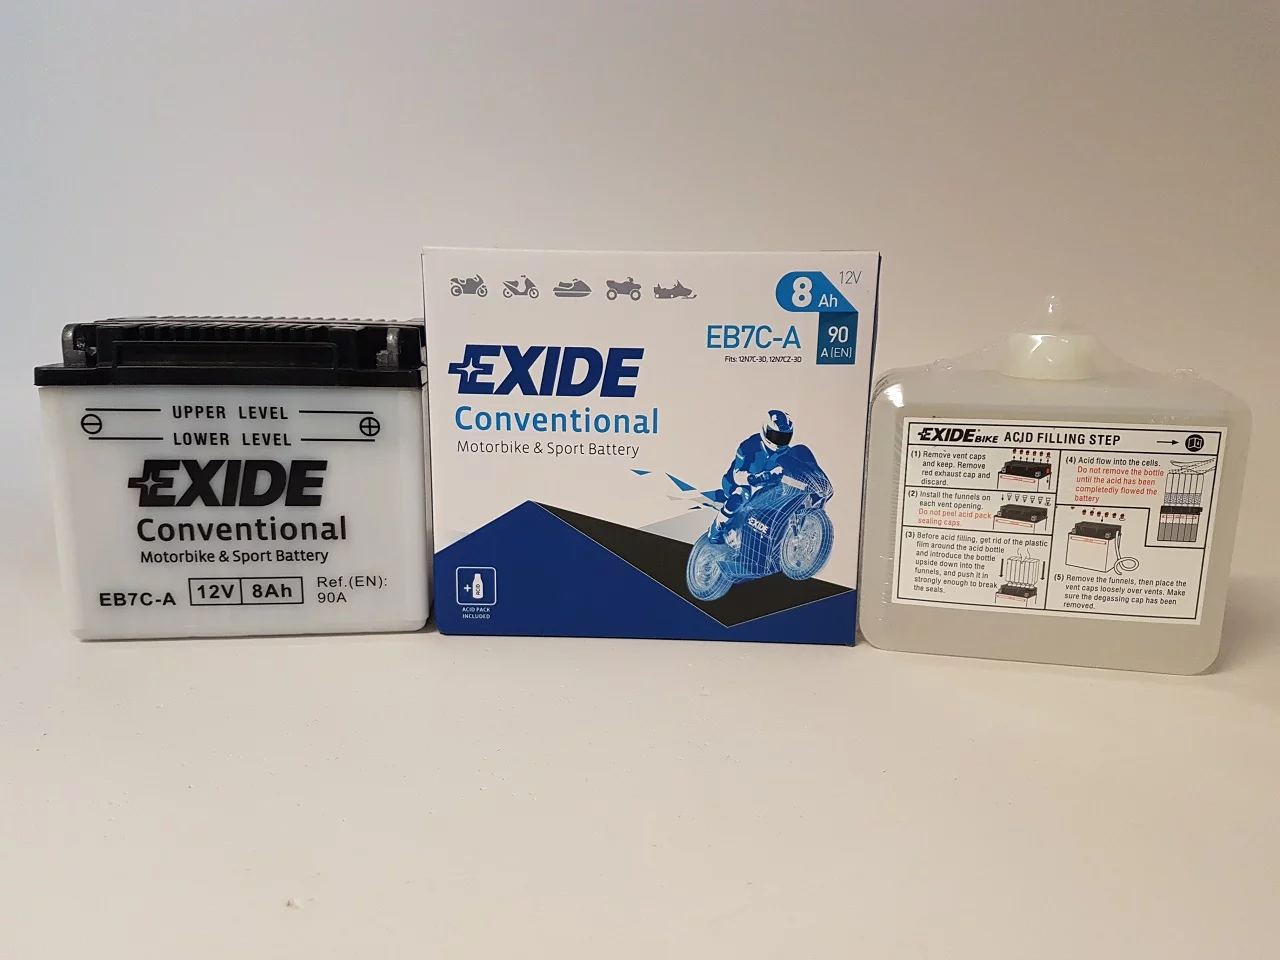 UPPER LEVEL
LOWER LEVEL
EXIDE
Conventional
Motorbike & Sport Battery
EB7C-A 12V 8Ah Ref.(EN):
90A
12V
8 Ah
EB7C-A
90
A (EN)
Fits: 12N7C-3D, 12N7CZ-3D
EXIDE
Conventional
Motorbike & Sport Battery
EXIDE
+ ACID
ACID PACK
INCLUDED
EXIDE BIKE ACID FILLING STEP
(1) Remove vent caps
and keep. Remove
red exhaust cap and
discard.
(2) Install the funnels on
each vent opening.
Do not peel acid pack
sealing caps.
(3) Before acid filling, get rid of the plastic
film around the acid bottle
and introduce the bottle
upside down into the
funnels, and push it in
strongly enough to break
the seals.
(4) Acid flow into the cells.
Do not remove the bottle
until the acid has been
completedly flowed the
battery
(5) Remove the funnels, then place the
vent caps loosely over vents. Make
sure the degassing cap has been
removed.